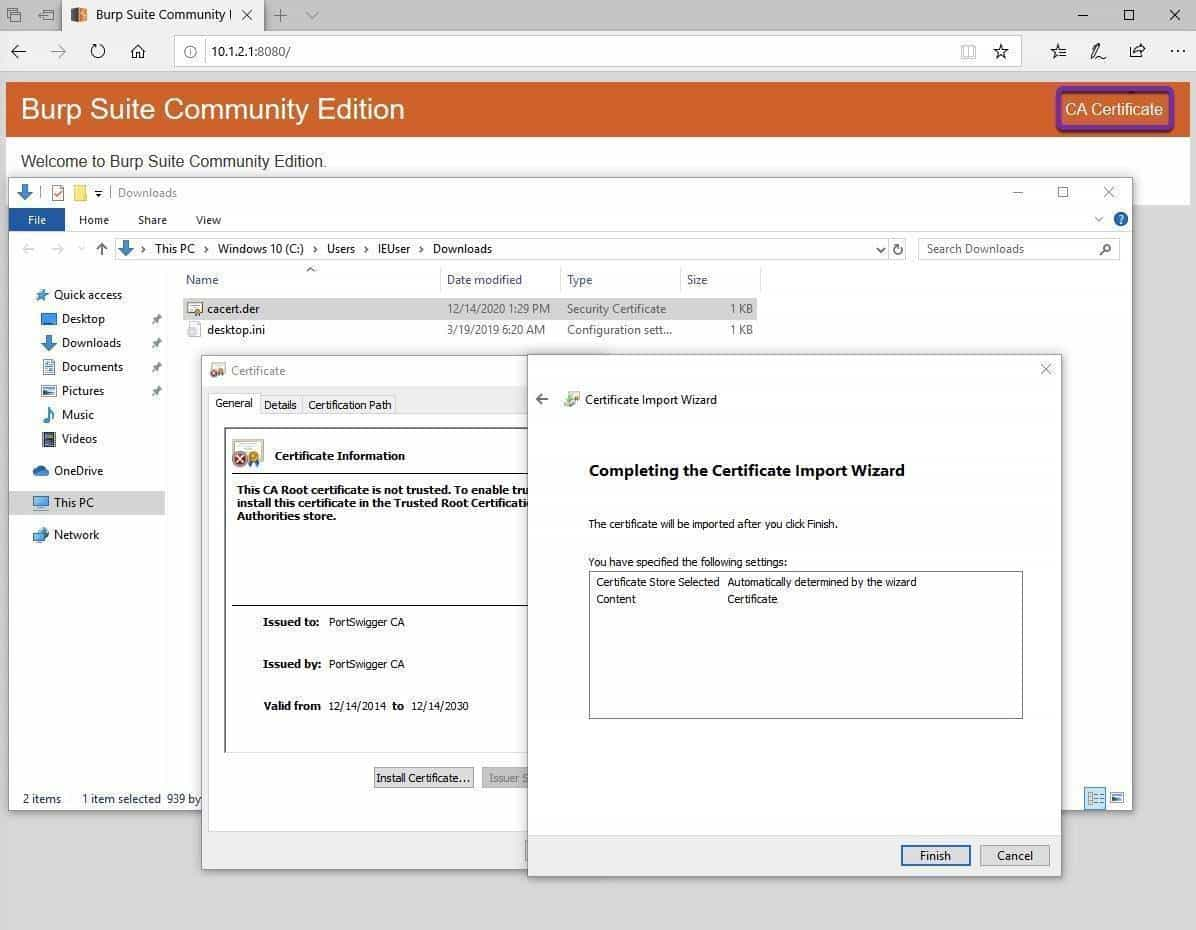 Burp Suite Community
10.1.2.1:8080/
Burp Suite Community Edition
CA Certificate
Welcome to Burp Suite Community Edition.
Downloads
File Home Share View
This PC > Windows 10 (C:) > Users > IEUser > Downloads
Search Downloads
Name Date modified Type Size
Quick access
Desktop
Downloads
Documents
Pictures
Music
Videos
OneDrive
This PC
Network
cacert.der 12/14/2020 1:29 PM Security Certificate 1 KB
desktop.ini 3/19/2019 6:20 AM Configuration sett... 1 KB
Certificate
General Details Certification Path
Certificate Information
This CA Root certificate is not trusted. To enable
install this certificate in the Trusted Root
Authorities store.
Issued to: PortSwigger CA
Issued by: PortSwigger CA
Valid from 12/14/2014 to 12/14/2030
Install Certificate... Issuer
Certificate Import Wizard
Completing the Certificate Import Wizard
The certificate will be imported after you click Finish.
You have specified the following settings:
Certificate Store Selected Automatically determined by the wizard
Content Certificate
Finish Cancel
2 items 1 item selected 939